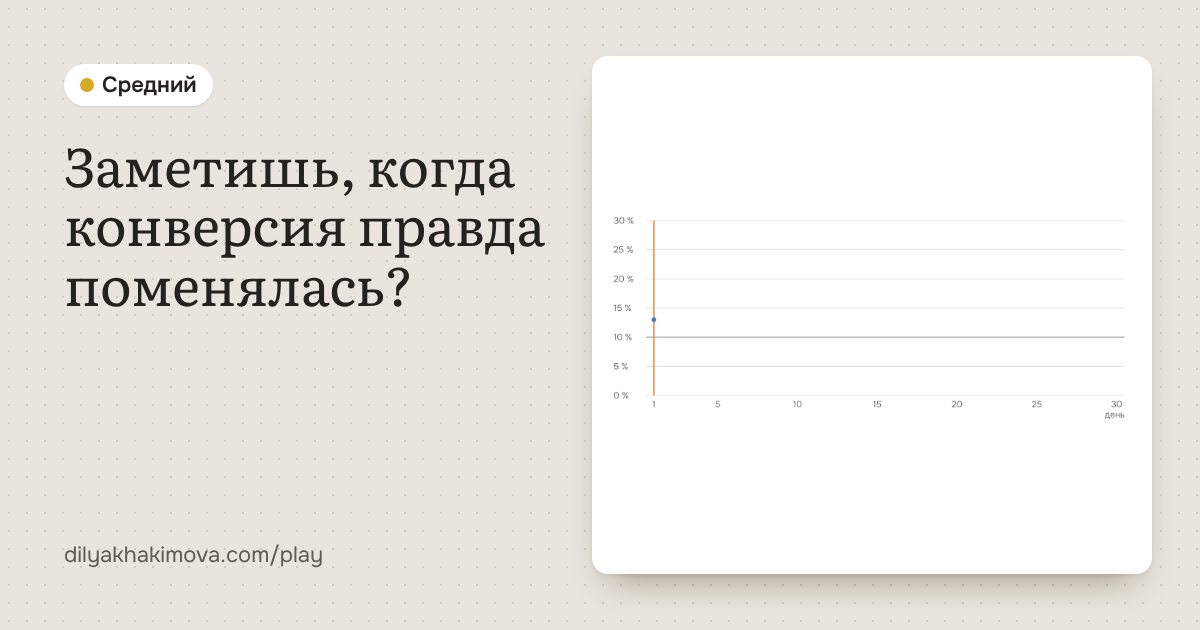 Средний
Заметишь, когда
конверсия правда
поменялась?
dilyakhakimova.com/play
30 %
25 %
20 %
15 %
10 %
5 %
0 %
1 5 10 15 20 25 30
день